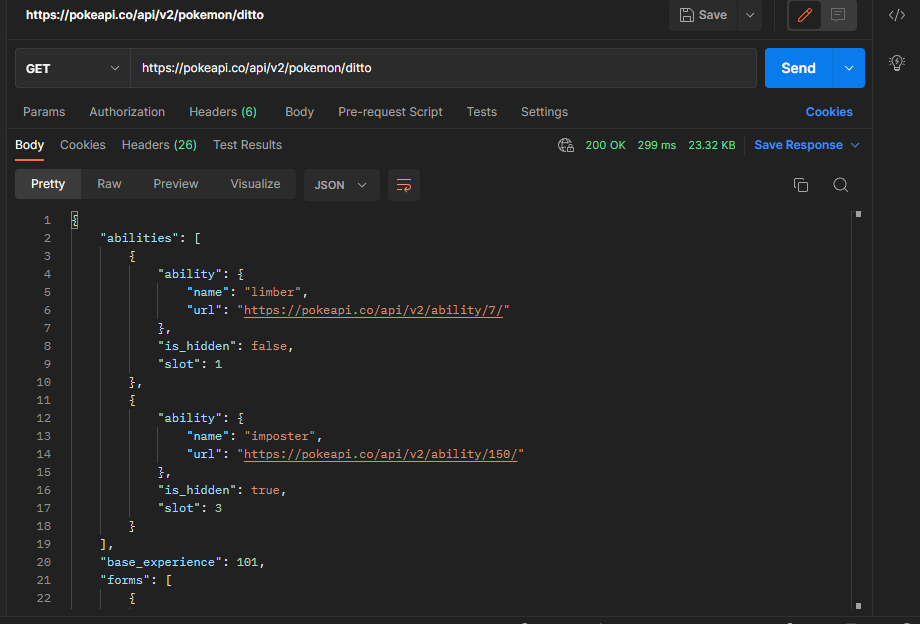 https://pokeapi.co/api/v2/pokemon/ditto Save
GET https://pokeapi.co/api/v2/pokemon/ditto Send
Params Authorization Headers (6) Body Pre-request Script Tests Settings Cookies
Body Cookies Headers (26) Test Results 200 OK 299 ms 23.32 KB Save Response
Pretty Raw Preview Visualize JSON
1 {
2 "abilities": [
3 {
4 "ability": {
5 "name": "limber",
6 "url": "https://pokeapi.co/api/v2/ability/7/"
7 },
8 "is_hidden": false,
9 "slot": 1
10 },
11 {
12 "ability": {
13 "name": "imposter",
14 "url": "https://pokeapi.co/api/v2/ability/150/"
15 },
16 "is_hidden": true,
17 "slot": 3
18 }
19 ],
20 "base_experience": 101,
21 "forms": [
22 {